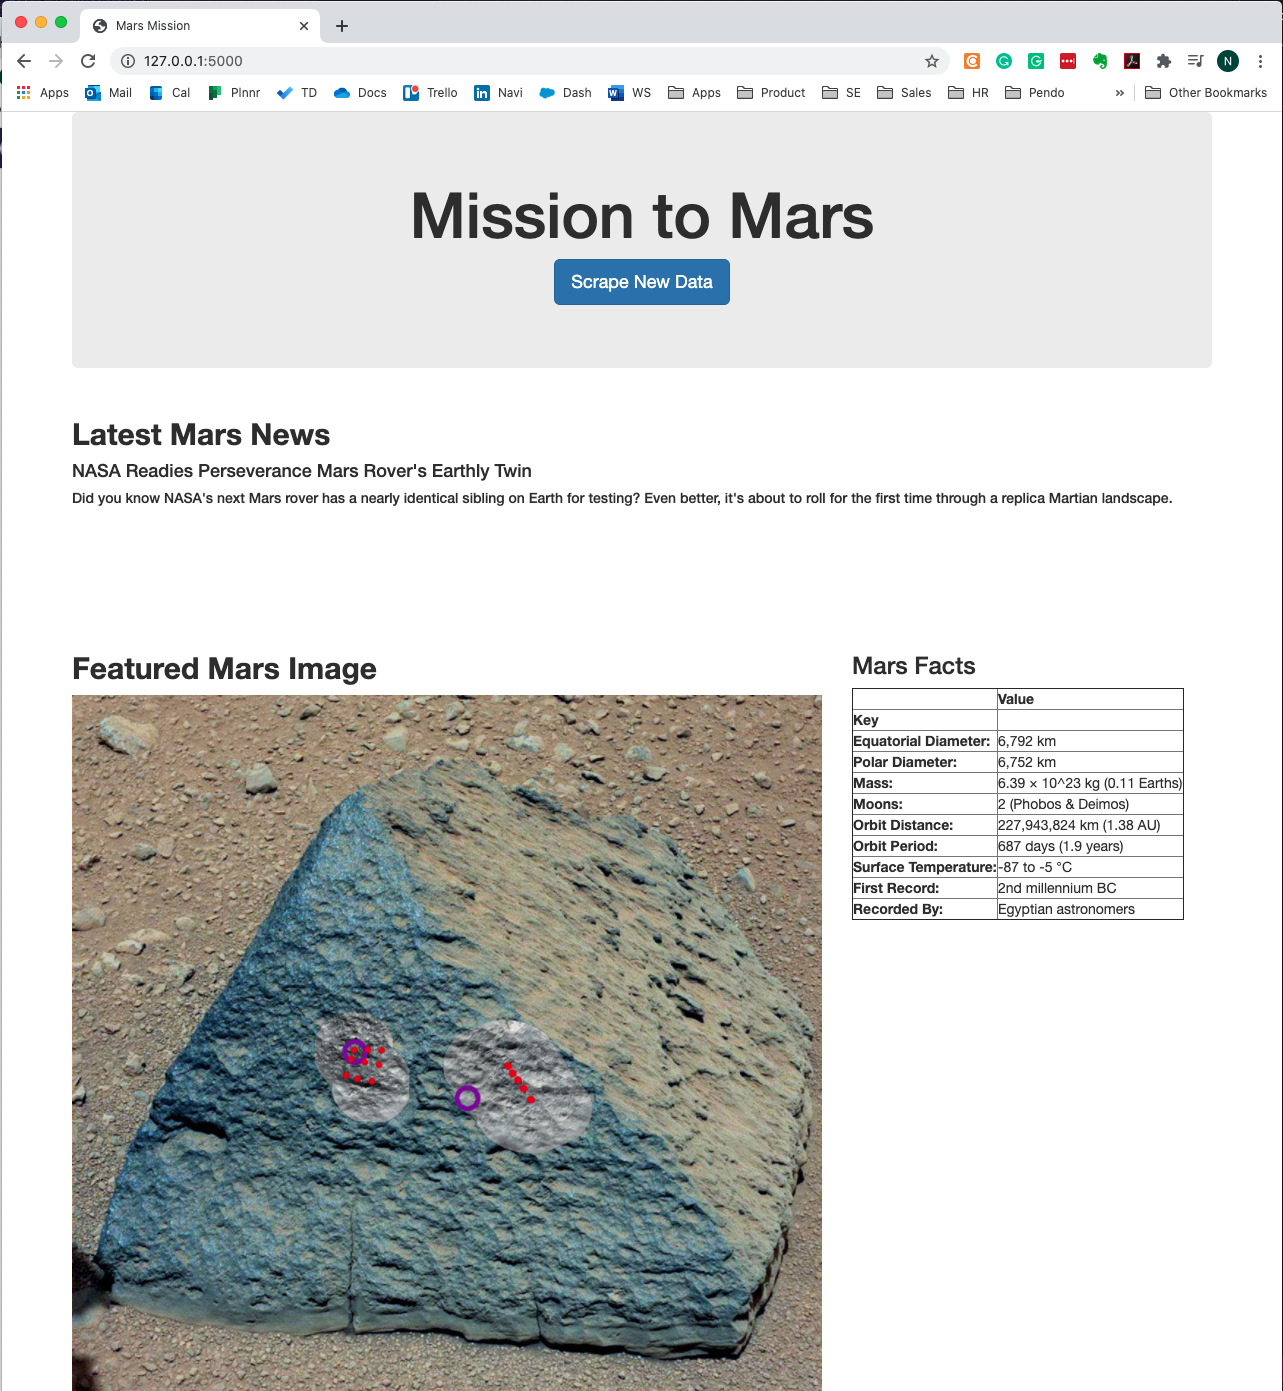 Mars Mission
127.0.0.1:5000
N
Apps Mail Cal Plnnr TD Docs Trello Navi Dash WS Apps Product SE Sales HR Pendo » Other Bookmarks
Mission to Mars
Scrape New Data
Latest Mars News
NASA Readies Perseverance Mars Rover's Earthly Twin
Did you know NASA's next Mars rover has a nearly identical sibling on Earth for testing? Even better, it's about to roll for the first time through a replica Martian landscape.
Featured Mars Image
Mars Facts
Value
Key
Equatorial Diameter: 6,792 km
Polar Diameter: 6,752 km
Mass: 6.39 × 10^23 kg (0.11 Earths)
Moons: 2 (Phobos & Deimos)
Orbit Distance: 227,943,824 km (1.38 AU)
Orbit Period: 687 days (1.9 years)
Surface Temperature: -87 to -5 °C
First Record: 2nd millennium BC
Recorded By: Egyptian astronomers